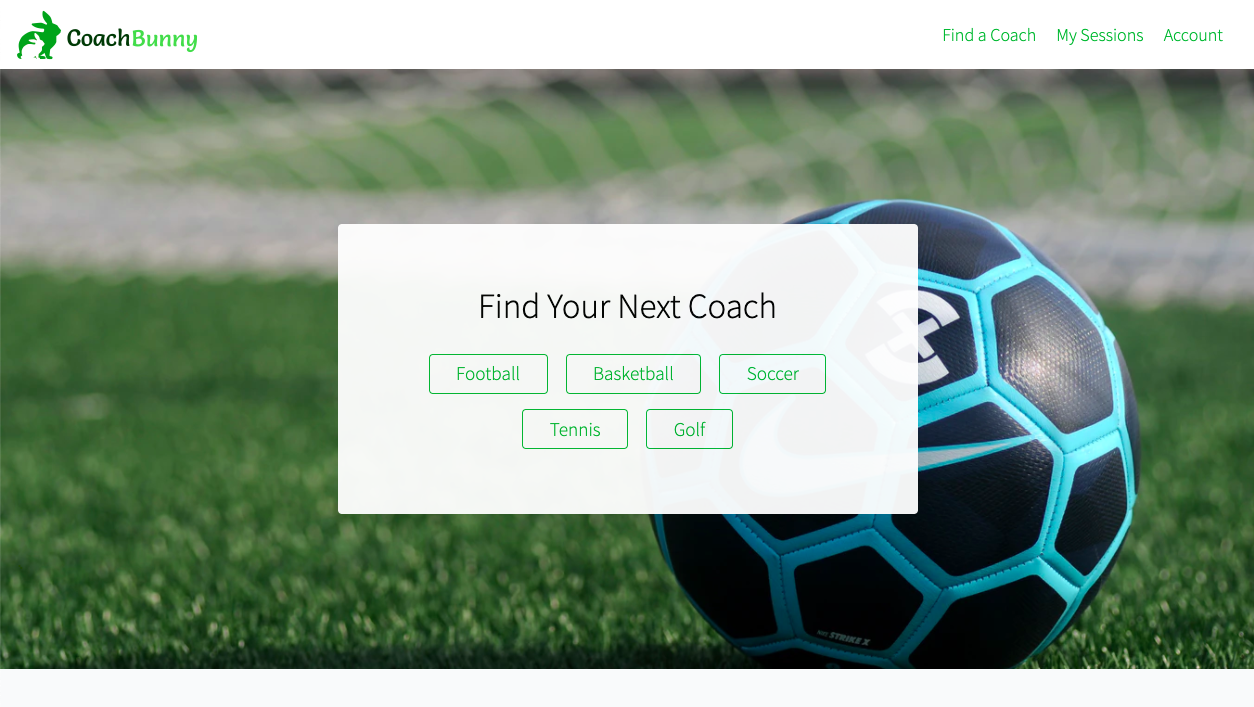 CoachBunny
Find a Coach My Sessions Account
Find Your Next Coach
Football Basketball Soccer
Tennis Golf
STRIKE X